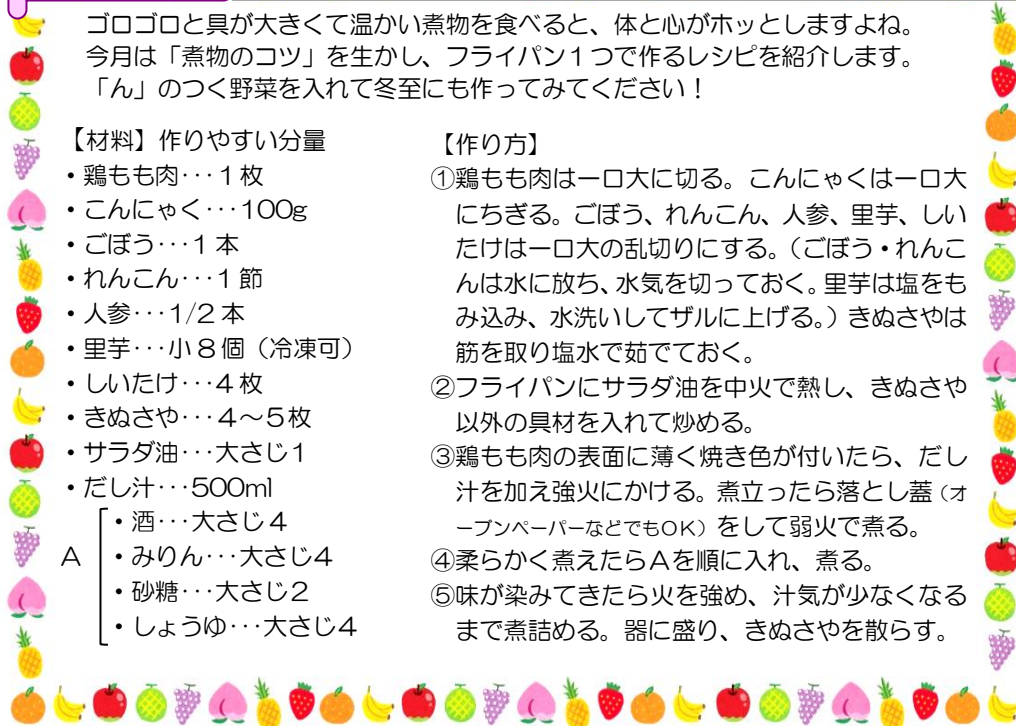 ゴロゴロと具が大きくて温かい煮物を食べると、体と心がホッとしますよね。
今月は「煮物のコツ」を生かし、フライパン1つで作るレシピを紹介します。
「ん」のつく野菜を入れて冬至にも作ってみてください！
【材料】作りやすい分量
・鶏もも肉･･･1枚
・こんにゃく･･･100g
・ごぼう･･･1本
・れんこん･･･1節
・人参･･･1/2本
・里芋･･･小8個（冷凍可）
・しいたけ･･･4枚
・きぬさや･･･4～5枚
・サラダ油･･･大さじ1
・だし汁･･･500ml
・酒･･･大さじ4
A ・みりん･･･大さじ4
・砂糖･･･大さじ2
・しょうゆ･･･大さじ4
【作り方】
①鶏もも肉は一口大に切る。こんにゃくは一口大
にちぎる。ごぼう、れんこん、人参、里芋、しい
たけは一口大の乱切りにする。（ごぼう・れんこ
んは水に放ち、水気を切っておく。里芋は塩をも
み込み、水洗いしてザルに上げる。）きぬさやは
筋を取り塩水で茹でておく。
②フライパンにサラダ油を中火で熱し、きぬさや
以外の具材を入れて炒める。
③鶏もも肉の表面に薄く焼き色が付いたら、だし
汁を加え強火にかける。煮立ったら落とし蓋（オ
ーブンペーパーなどでもOK）をして弱火で煮る。
④柔らかく煮えたらAを順に入れ、煮る。
⑤味が染みてきたら火を強め、汁気が少なくなる
まで煮詰める。器に盛り、きぬさやを散らす。